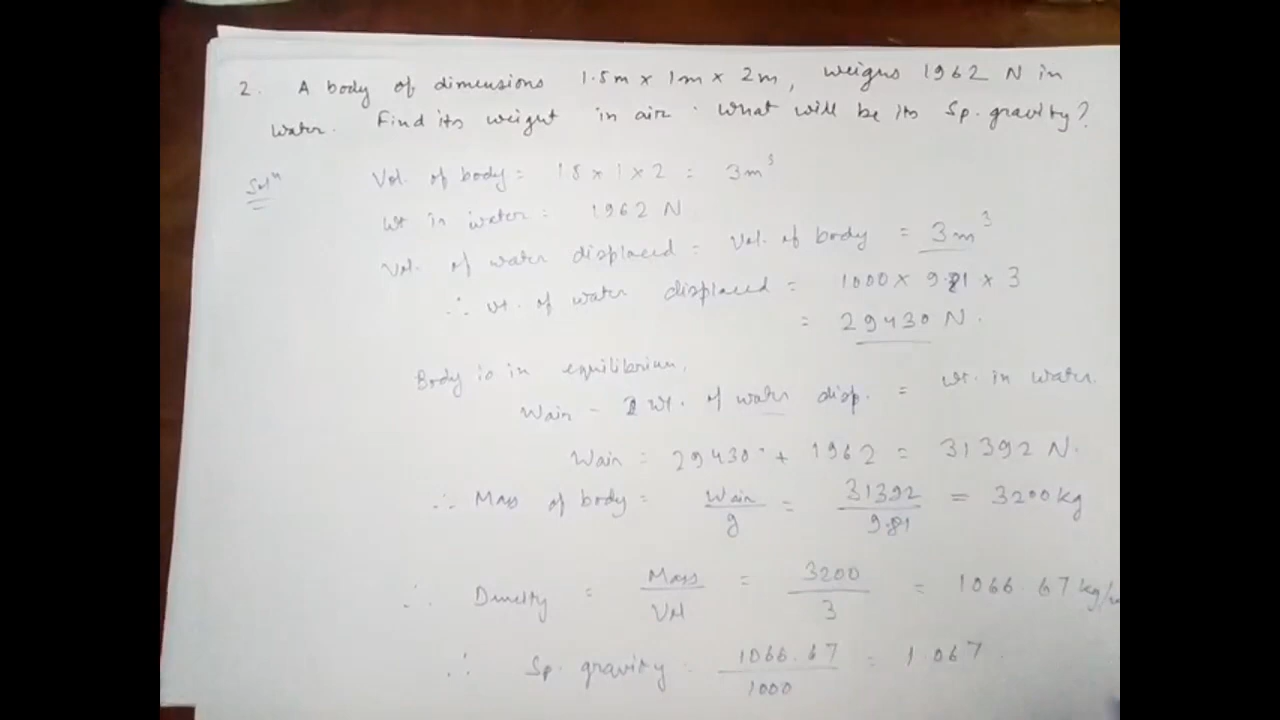 2. A body of dimensions 1.5m × 1m × 2m, weighs 1962 N in
water. Find its weight in air. What will be its Sp. gravity?
Solⁿ
Vol. of body = 1.5 × 1 × 2 = 3m³
Wt in water = 1962 N
Vol. of water displaced = Vol. of body = 3m³
∴ wt. of water displaced = 1000 × 9.81 × 3
= 29430 N.
Body is in equilibrium,
Wair - wt. of water disp. = wt. in water.
Wair = 29430 + 1962 = 31392 N.
∴ Mass of body = Wair / g = 31392 / 9.81 = 3200 kg
∴ Density = Mass / Vol = 3200 / 3 = 1066.67 kg/
∴ Sp. gravity = 1066.67 / 1000 = 1.067